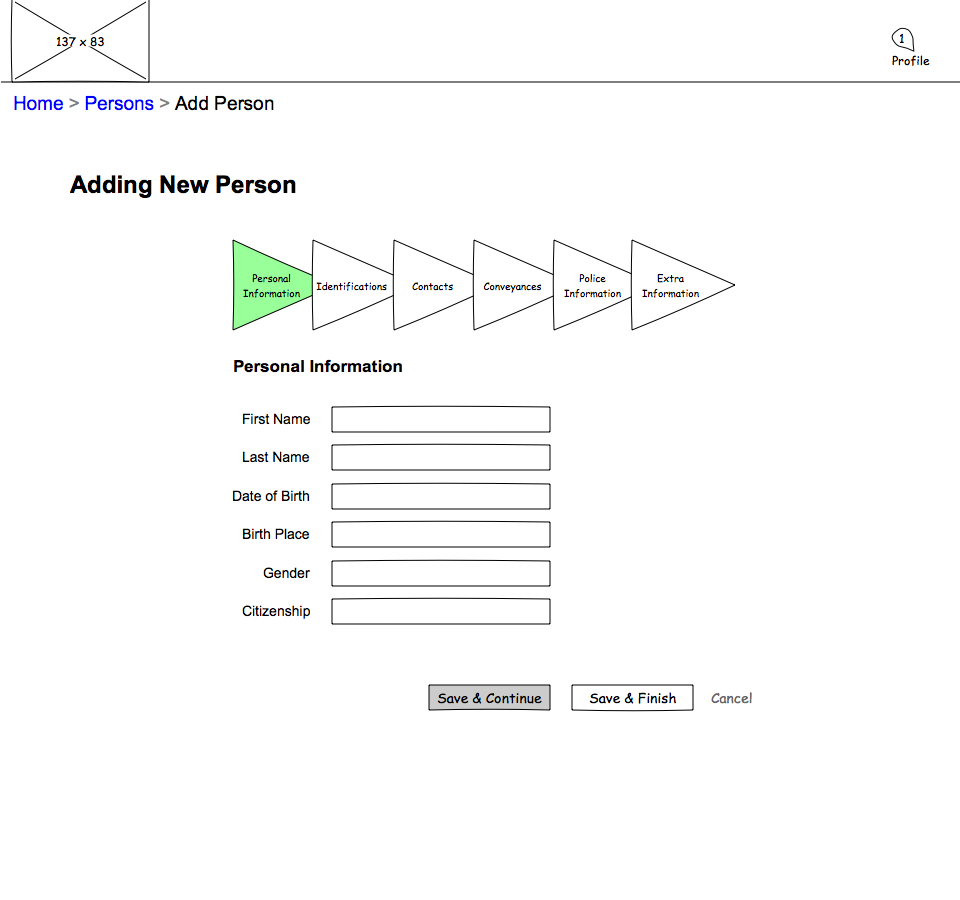 137 x 83
1
Profile
Home > Persons > Add Person
Adding New Person
Personal
Information
Identifications
Contacts
Conveyances
Police
Information
Extra
Information
Personal Information
First Name
Last Name
Date of Birth
Birth Place
Gender
Citizenship
Save & Continue
Save & Finish
Cancel